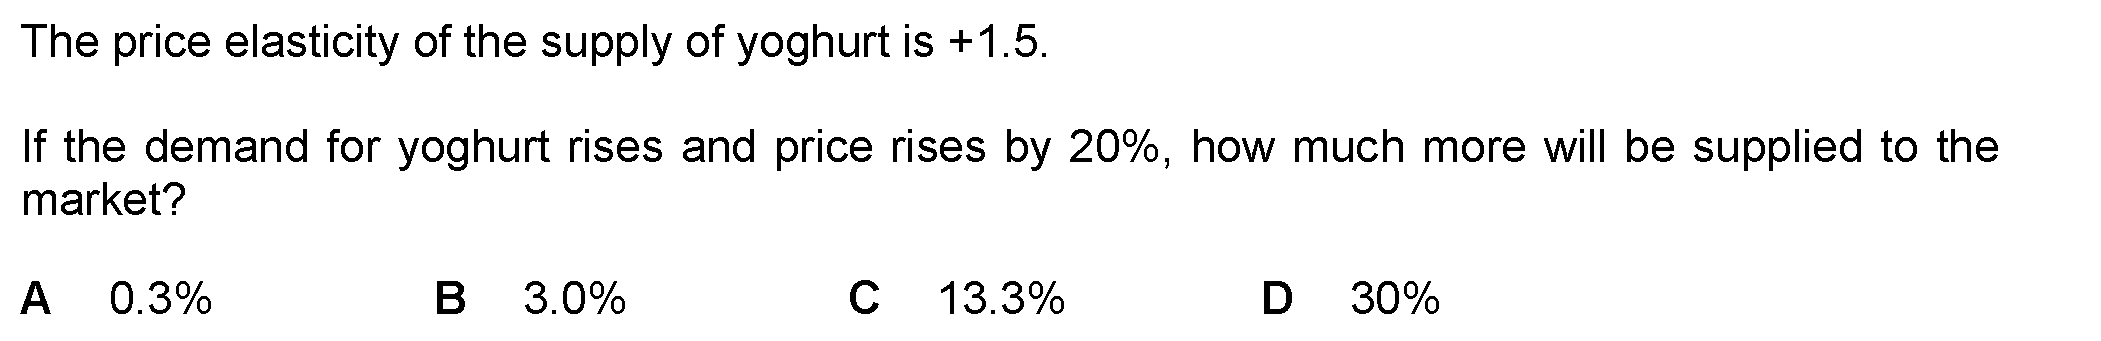 The price elasticity of the supply of yoghurt is +1.5.
If the demand for yoghurt rises and price rises by 20%, how much more will be supplied to the
market?
A 0.3% B 3.0% C 13.3% D 30%